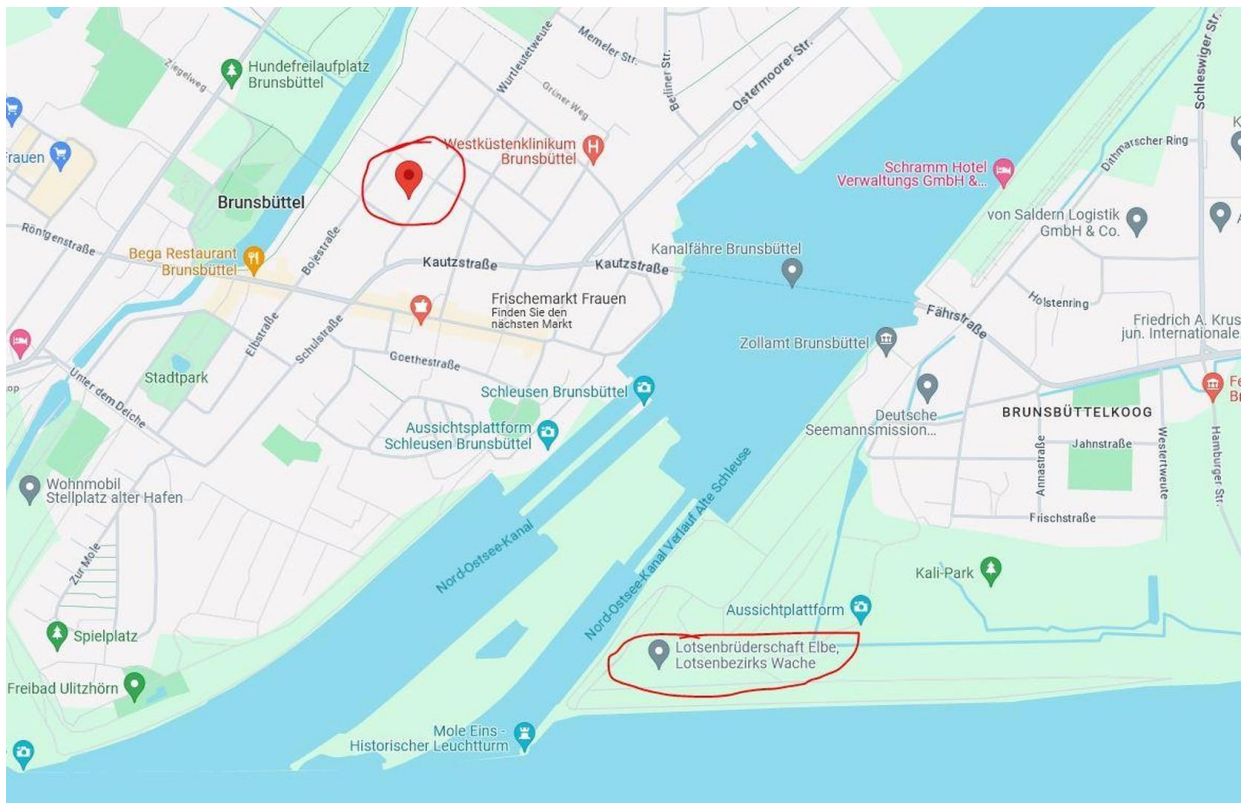 Hundefreilaufplatz
Brunsbüttel
Ziegelweg
Wurtleutetweute
Memeler Str.
Grüner Weg
Berliner Str.
Ostermoorer Str.
Schleswiger Str.
Dithmarscher Ring
K
Frauen
Westküstenklinikum
Brunsbüttel
Schramm Hotel
Verwaltungs GmbH &...
Brunsbüttel
von Saldern Logistik
GmbH & Co.
A
Röntgenstraße
Bega Restaurant
Brunsbüttel
Bojestraße
Kautzstraße
Kautzstraße
Kanalfähre Brunsbüttel
Frischemarkt Frauen
Finden Sie den
nächsten Markt
Holstenring
Fährstraße
Friedrich A. Krus
jun. Internationale
Elbstraße
Schulstraße
Goethestraße
Zollamt Brunsbüttel
Stadtpark
op
Unter dem Deiche
Schleusen Brunsbüttel
Fe
Br
Deutsche
Seemannsmission...
BRUNSBÜTTELKOOG
Aussichtsplattform
Schleusen Brunsbüttel
Jahnstraße
Annastraße
Westertweute
Hamburger Str.
Wohnmobil
Stellplatz alter Hafen
Frischstraße
Zur Mole
Nord-Ostsee-Kanal
Nord-Ostsee-Kanal Verlauf Alte Schleuse
Kali-Park
Aussichtplattform
Spielplatz
Lotsenbrüderschaft Elbe,
Lotsenbezirks Wache
Freibad Ulitzhörn
Mole Eins -
Historischer Leuchtturm